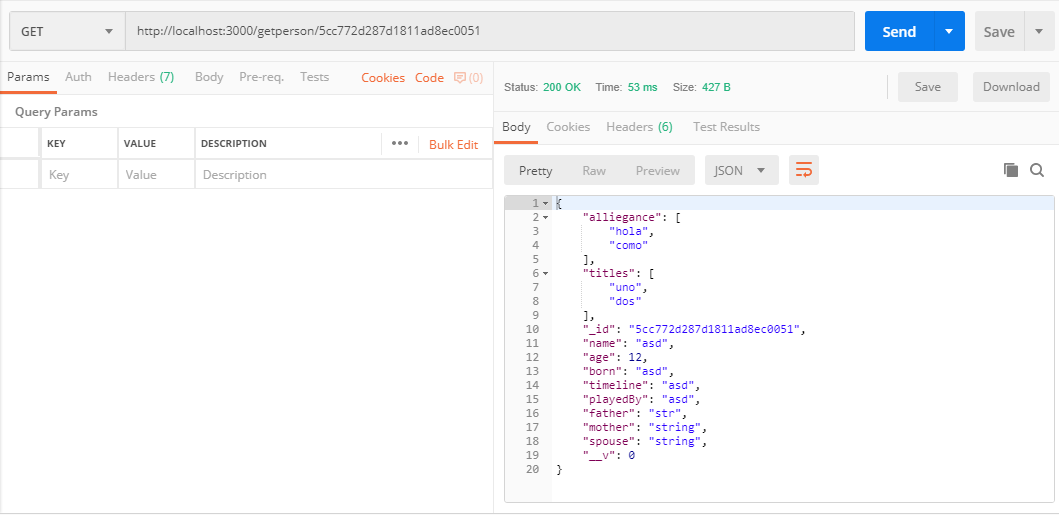 GET http://localhost:3000/getperson/5cc772d287d1811ad8ec0051 Send Save
Params Auth Headers (7) Body Pre-req. Tests Cookies Code (0)
Query Params
KEY VALUE DESCRIPTION ••• Bulk Edit
Key Value Description
Status: 200 OK Time: 53 ms Size: 427 B Save Download
Body Cookies Headers (6) Test Results
Pretty Raw Preview JSON
1 {
2 "alliegance": [
3 "hola",
4 "como"
5 ],
6 "titles": [
7 "uno",
8 "dos"
9 ],
10 "_id": "5cc772d287d1811ad8ec0051",
11 "name": "asd",
12 "age": 12,
13 "born": "asd",
14 "timeline": "asd",
15 "playedBy": "asd",
16 "father": "str",
17 "mother": "string",
18 "spouse": "string",
19 "__v": 0
20 }